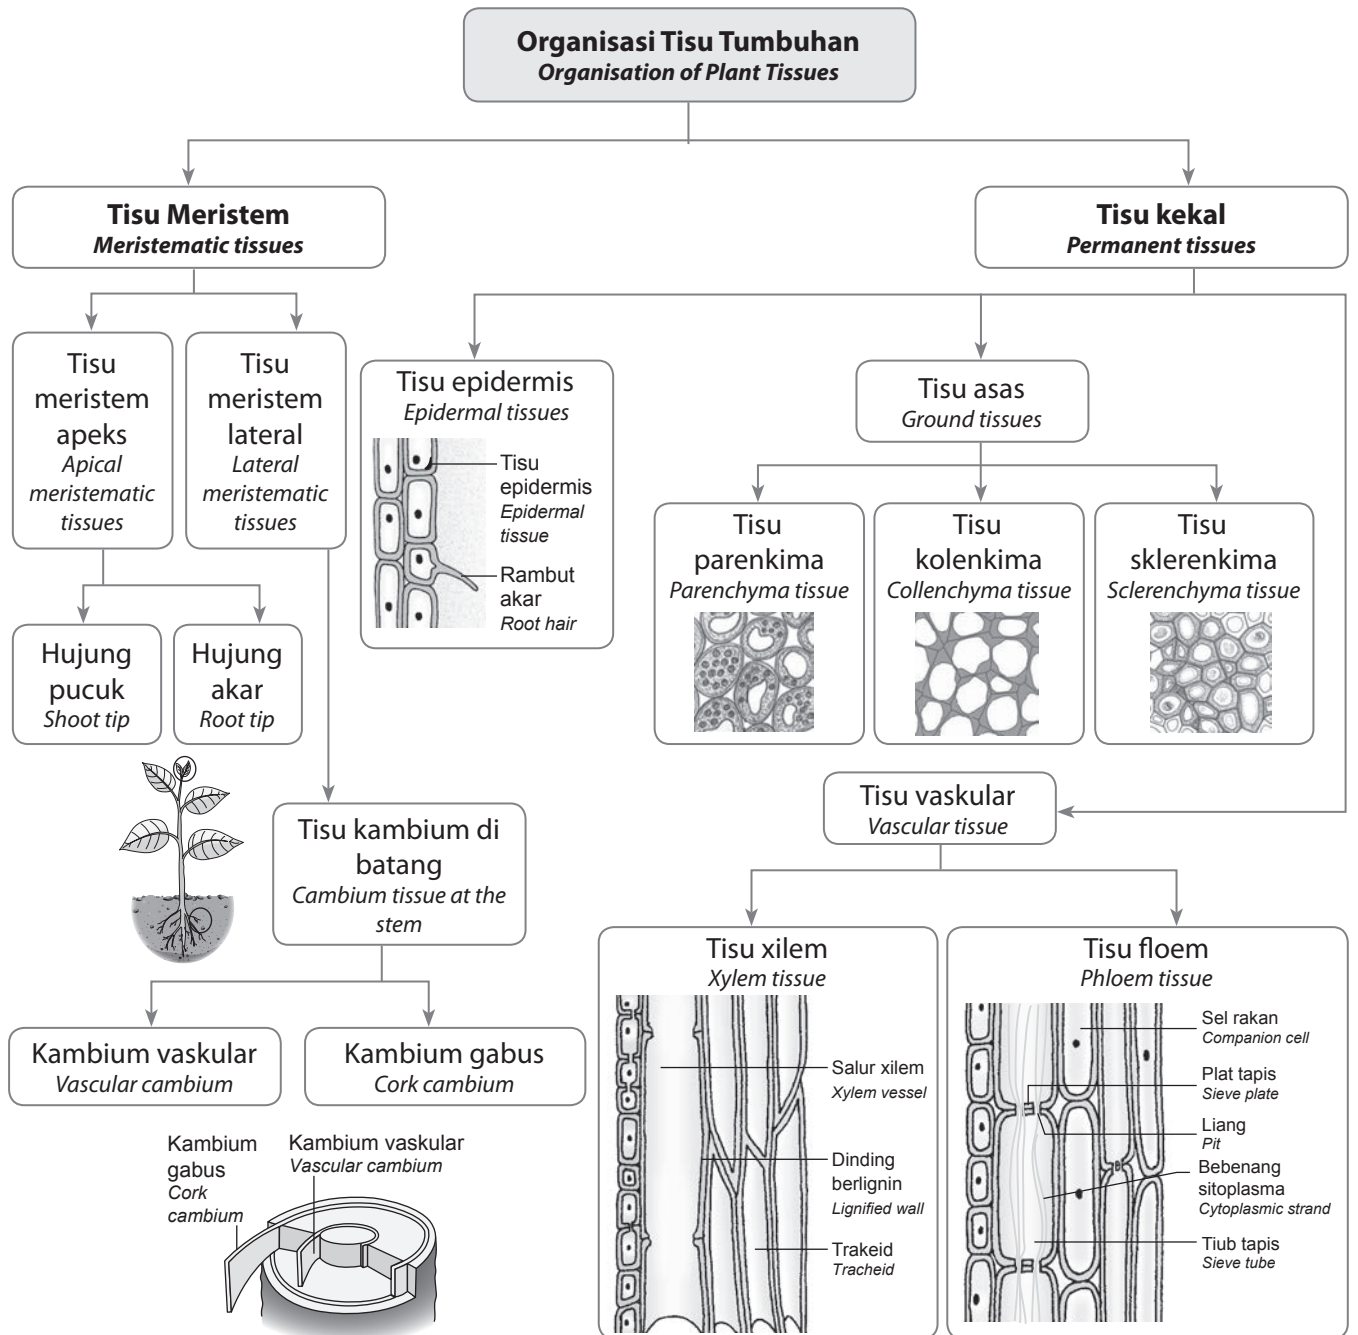 Organisasi Tisu Tumbuhan
Organisation of Plant Tissues
Tisu Meristem
Meristematic tissues
Tisu kekal
Permanent tissues
Tisu
meristem
apeks
Apical
meristematic
tissues
Tisu
meristem
lateral
Lateral
meristematic
tissues
Tisu epidermis
Epidermal tissues
Tisu
epidermis
Epidermal
tissue
Rambut
akar
Root hair
Tisu asas
Ground tissues
Tisu
parenkima
Parenchyma tissue
Tisu
kolenkima
Collenchyma tissue
Tisu
sklerenkima
Sclerenchyma tissue
Hujung
pucuk
Shoot tip
Hujung
akar
Root tip
Tisu kambium di
batang
Cambium tissue at the
stem
Tisu vaskular
Vascular tissue
Kambium vaskular
Vascular cambium
Kambium gabus
Cork cambium
Kambium
gabus
Cork
cambium
Kambium vaskular
Vascular cambium
Tisu xilem
Xylem tissue
Salur xilem
Xylem vessel
Dinding
berlignin
Lignified wall
Trakeid
Tracheid
Tisu floem
Phloem tissue
Sel rakan
Companion cell
Plat tapis
Sieve plate
Liang
Pit
Bebenang
sitoplasma
Cytoplasmic strand
Tiub tapis
Sieve tube